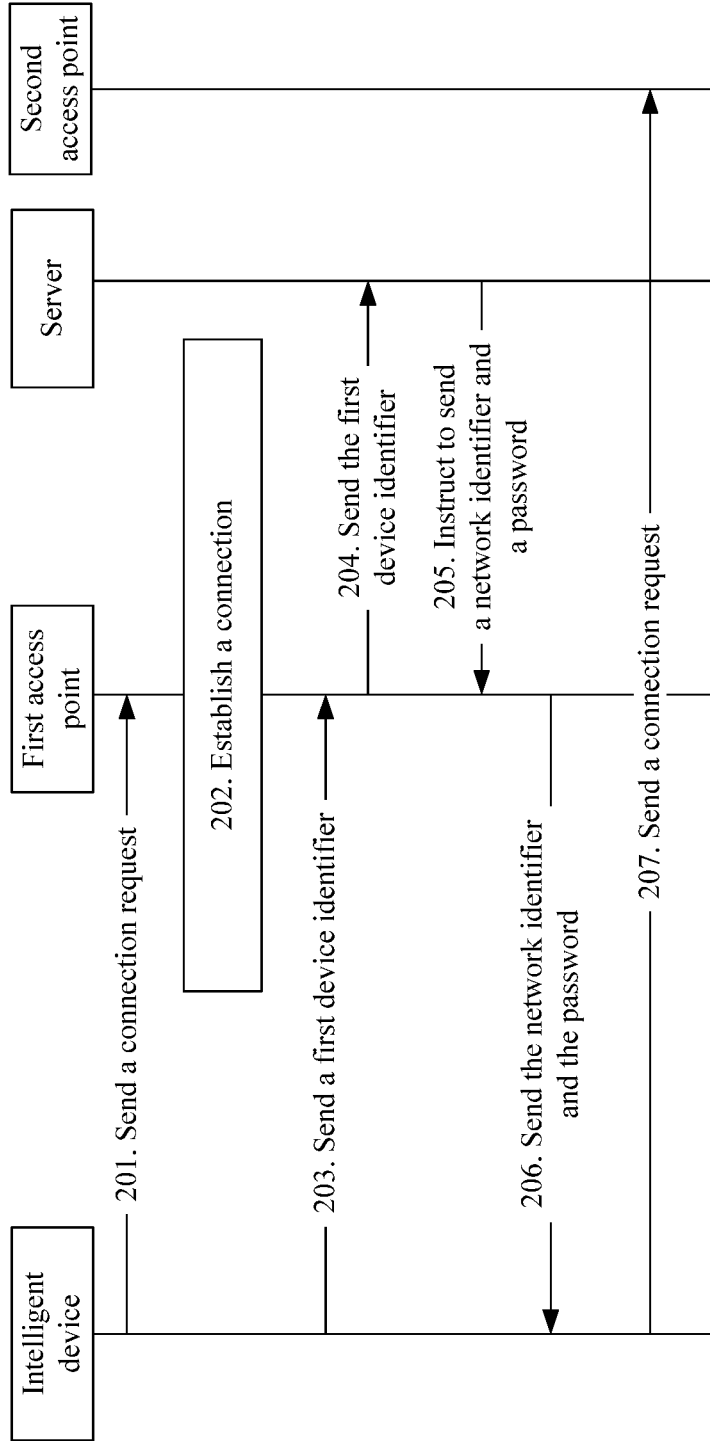 Intelligent
device
First access
point
Server
Second
access point
201. Send a connection request
202. Establish a connection
203. Send a first device identifier
204. Send the first
device identifier
205. Instruct to send
a network identifier and
a password
206. Send the network identifier
and the password
207. Send a connection request